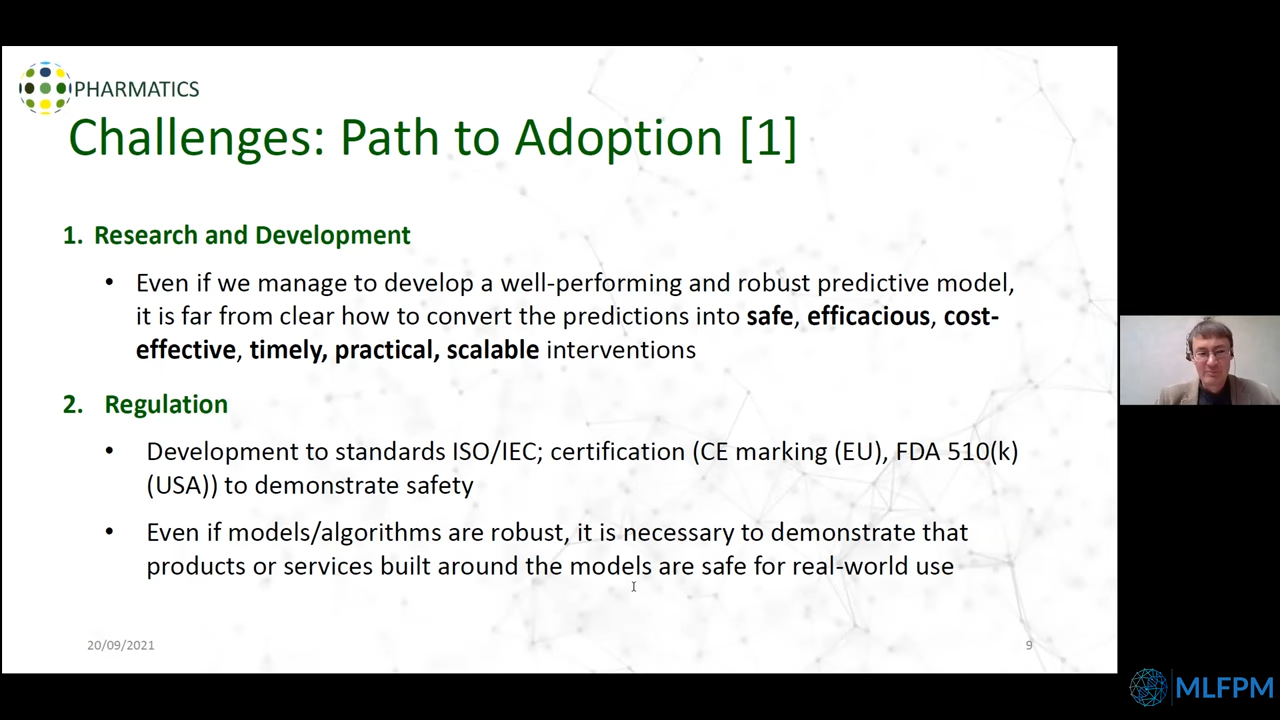 PHARMATICS
Challenges: Path to Adoption [1]
1. Research and Development
• Even if we manage to develop a well-performing and robust predictive model,
it is far from clear how to convert the predictions into safe, efficacious, cost-
effective, timely, practical, scalable interventions
2. Regulation
• Development to standards ISO/IEC; certification (CE marking (EU), FDA 510(k)
(USA)) to demonstrate safety
• Even if models/algorithms are robust, it is necessary to demonstrate that
products or services built around the models are safe for real-world use
20/09/2021
9
MLFPM